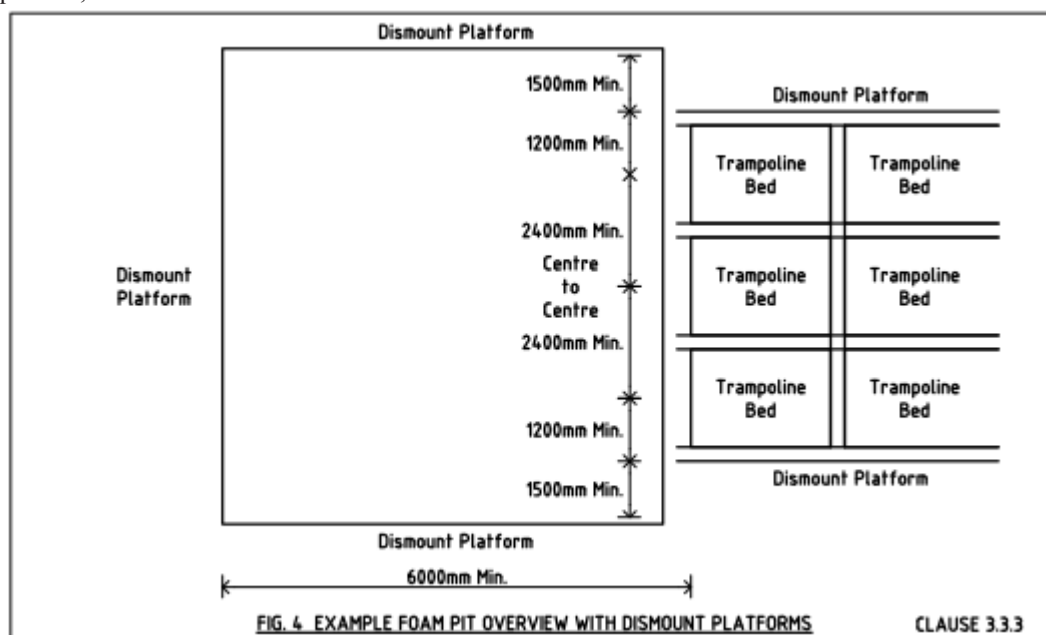 Dismount Platform
1500mm Min.
1200mm Min.
2400mm Min.
Centre
to
Centre
2400mm Min.
1200mm Min.
1500mm Min.
Dismount
Platform
Dismount Platform
6000mm Min.
Dismount Platform
Trampoline
Bed
Trampoline
Bed
Trampoline
Bed
Trampoline
Bed
Trampoline
Bed
Trampoline
Bed
Dismount Platform
FIG. 4 EXAMPLE FOAM PIT OVERVIEW WITH DISMOUNT PLATFORMS
CLAUSE 3.3.3